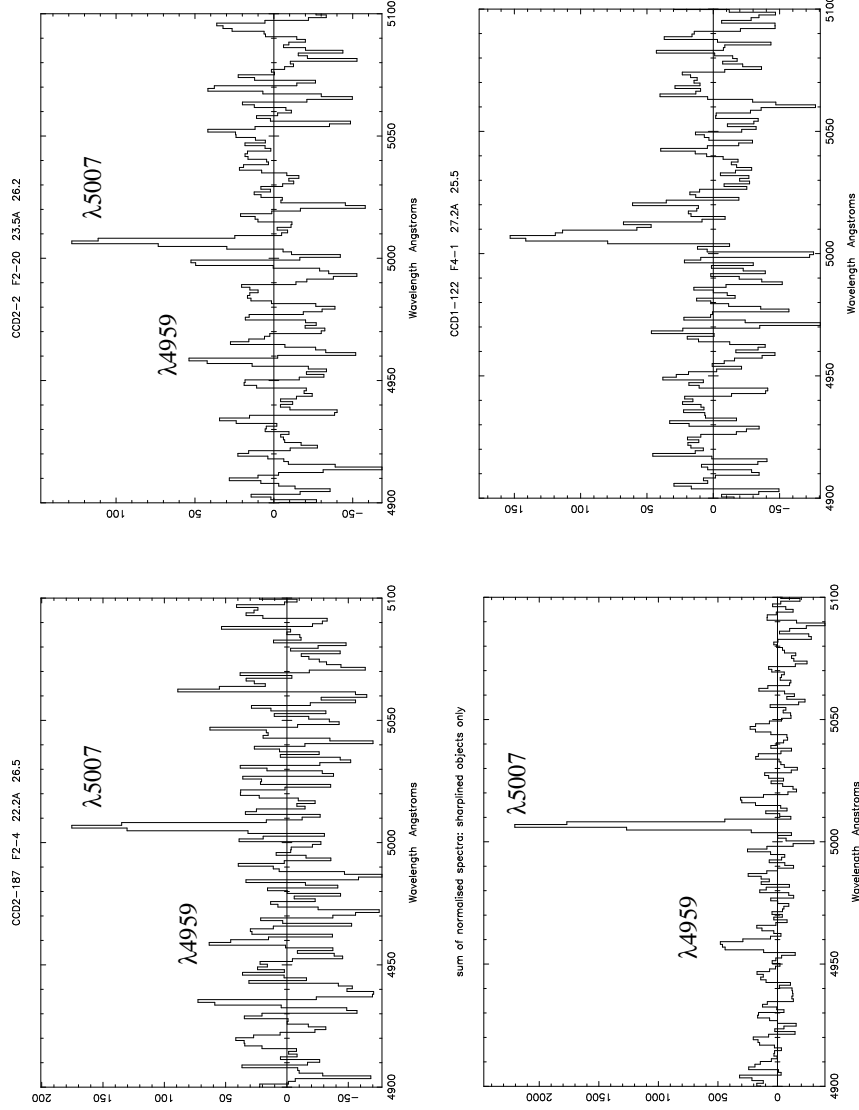 CCD2-187 F2-4 22.2A 26.5
200
150
100
50
0
-50
λ4959
λ5007
4900 4950 5000 5050 5100
Wavelength Angstroms
CCD2-2 F2-20 23.5A 26.2
100
50
0
-50
λ4959
λ5007
4900 4950 5000 5050 5100
Wavelength Angstroms
sum of normalised spectra: sharplined objects only
2000
1500
1000
500
0
λ4959
λ5007
4900 4950 5000 5050 5100
Wavelength Angstroms
CCD1-122 F4-1 27.2A 25.5
150
100
50
0
-50
4900 4950 5000 5050 5100
Wavelength Angstroms